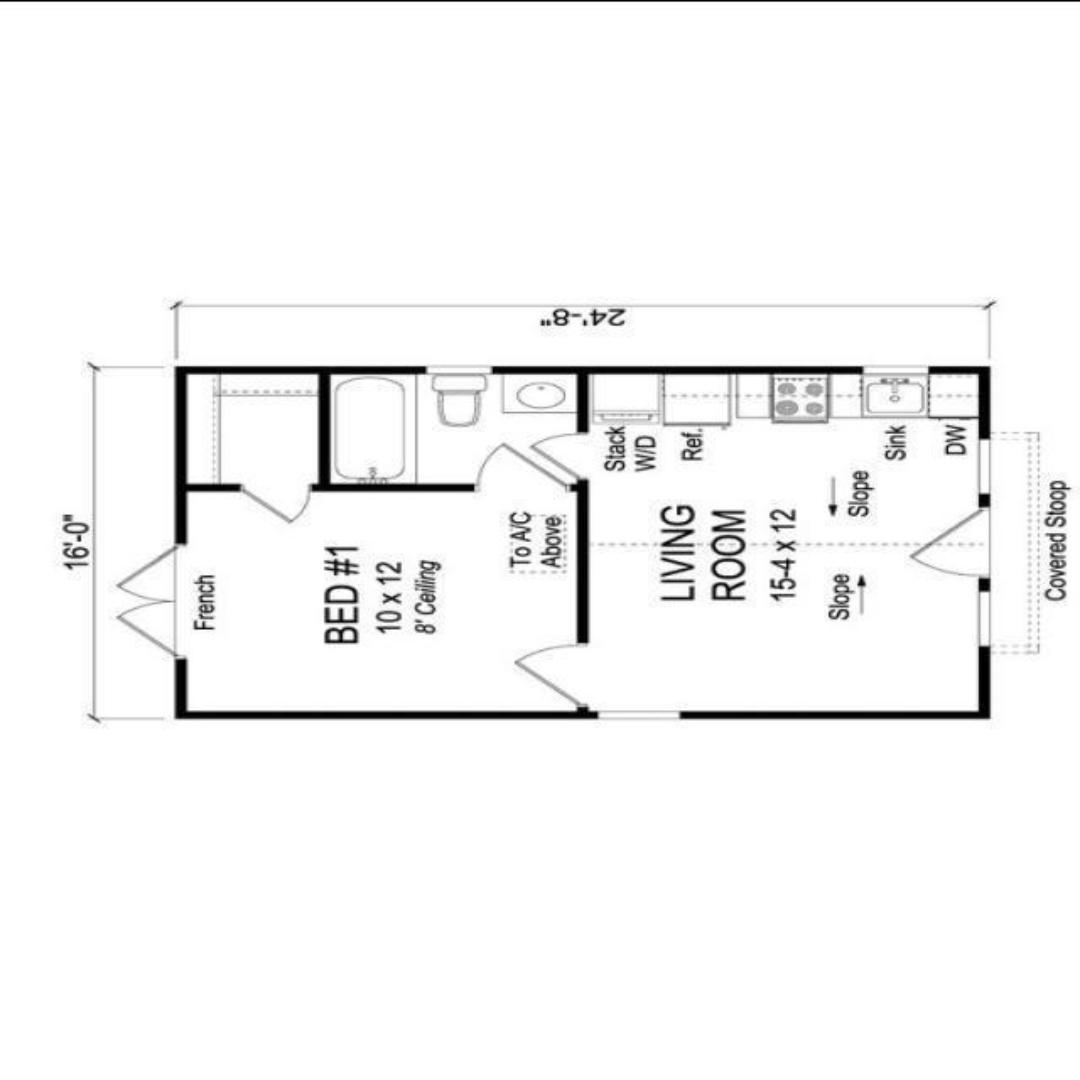 24'-8"
16'-0"
French
BED #1
10 x 12
8' Ceiling
To A/C
Above
Stack
W/D
Ref.
Sink
DW
LIVING
ROOM
15-4 x 12
Slope
Slope
Covered Stoop